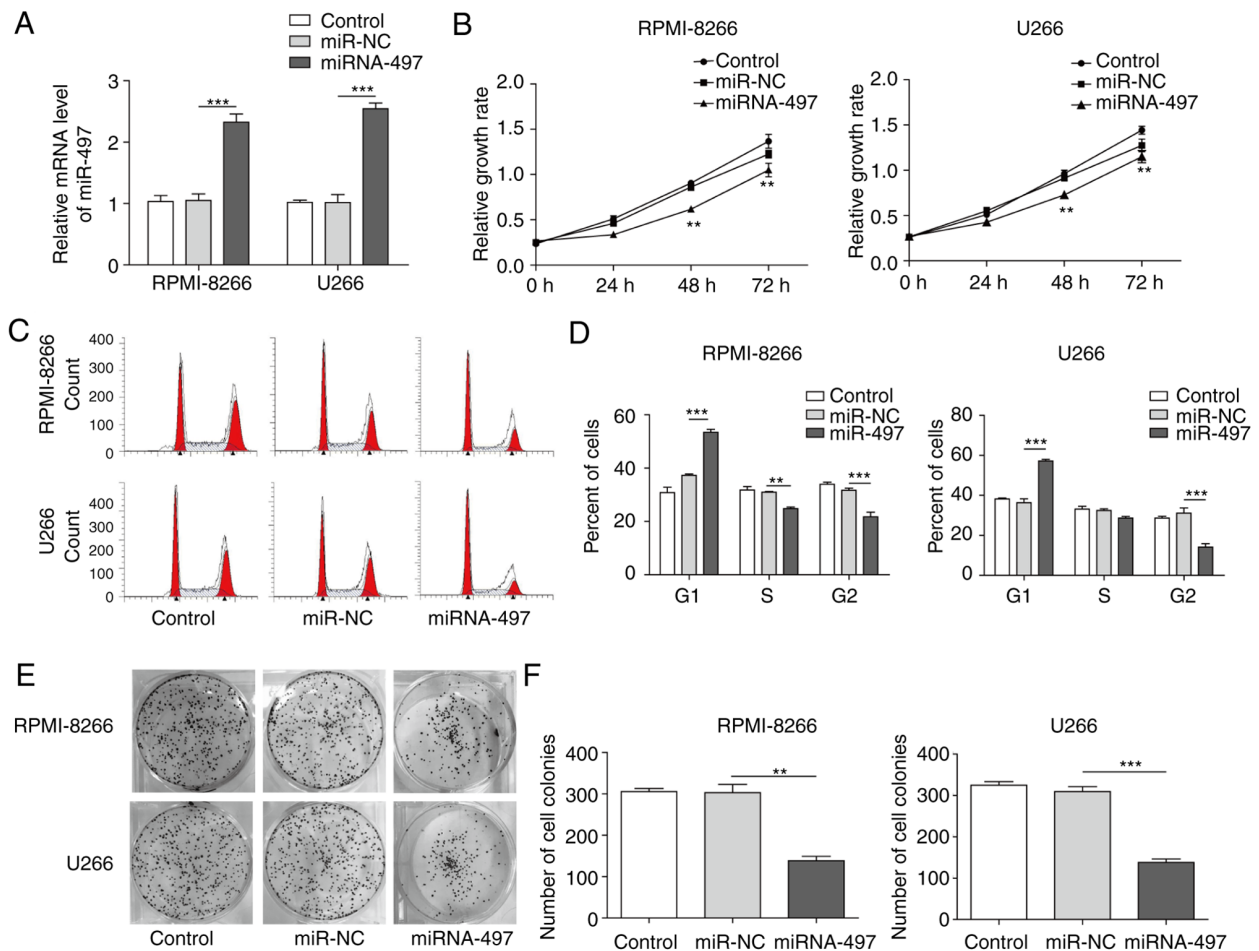 A
Control
miR-NC
miRNA-497
Relative mRNA level
of miR-497
3
2
1
0
***
***
RPMI-8266
U266
B
RPMI-8266
Control
miR-NC
miRNA-497
Relative growth rate
2.0
1.5
1.0
0.5
0.0
**
**
0 h
24 h
48 h
72 h
U266
Control
miR-NC
miRNA-497
Relative growth rate
2.0
1.5
1.0
0.5
0.0
**
**
0 h
24 h
48 h
72 h
C
RPMI-8266
Count
400
300
200
100
0
U266
Count
400
300
200
100
0
Control
miR-NC
miRNA-497
D
RPMI-8266
Control
miR-NC
miR-497
Percent of cells
60
40
20
0
***
**
***
G1
S
G2
U266
Control
miR-NC
miR-497
Percent of cells
80
60
40
20
0
***
***
G1
S
G2
E
RPMI-8266
U266
Control
miR-NC
miRNA-497
F
RPMI-8266
Number of cell colonies
400
300
200
100
0
**
Control
miR-NC
miRNA-497
U266
Number of cell colonies
400
300
200
100
0
***
Control
miR-NC
miRNA-497